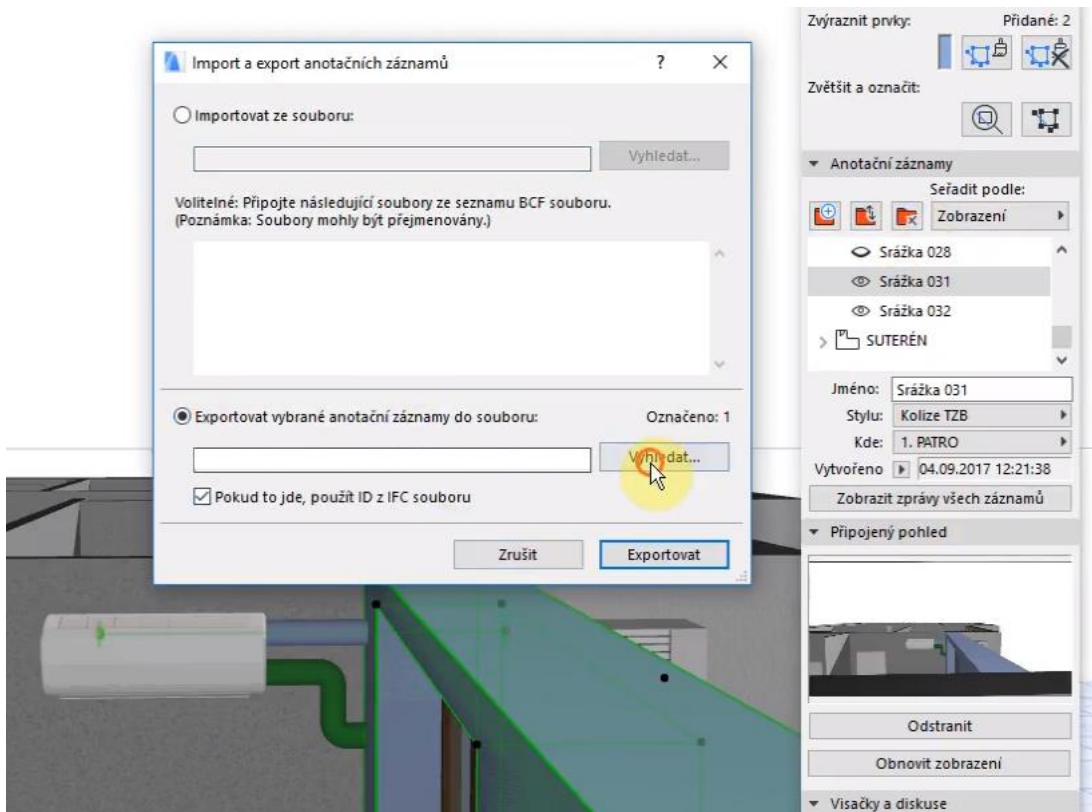 Import a export anotačních záznamů
Importovat ze souboru:
Vyhledat...
Volitelné: Připojte následující soubory ze seznamu BCF souboru.
(Poznámka: Soubory mohly být přejmenovány.)
Exportovat vybrané anotační záznamy do souboru: Označeno: 1
Vyhledat...
Pokud to jde, použít ID z IFC souboru
Zrušit
Exportovat
Zvýraznit prvky: Přidané: 2
Zvětšit a označit:
Anotační záznamy
Seřadit podle:
Zobrazení
Srážka 028
Srážka 031
Srážka 032
SUTERÉN
Jméno: Srážka 031
Stylu: Kolize TZB
Kde: 1. PATRO
Vytvořeno 04.09.2017 12:21:38
Zobrazit zprávy všech záznamů
Připojený pohled
Odstranit
Obnovit zobrazení
Visačky a diskuse